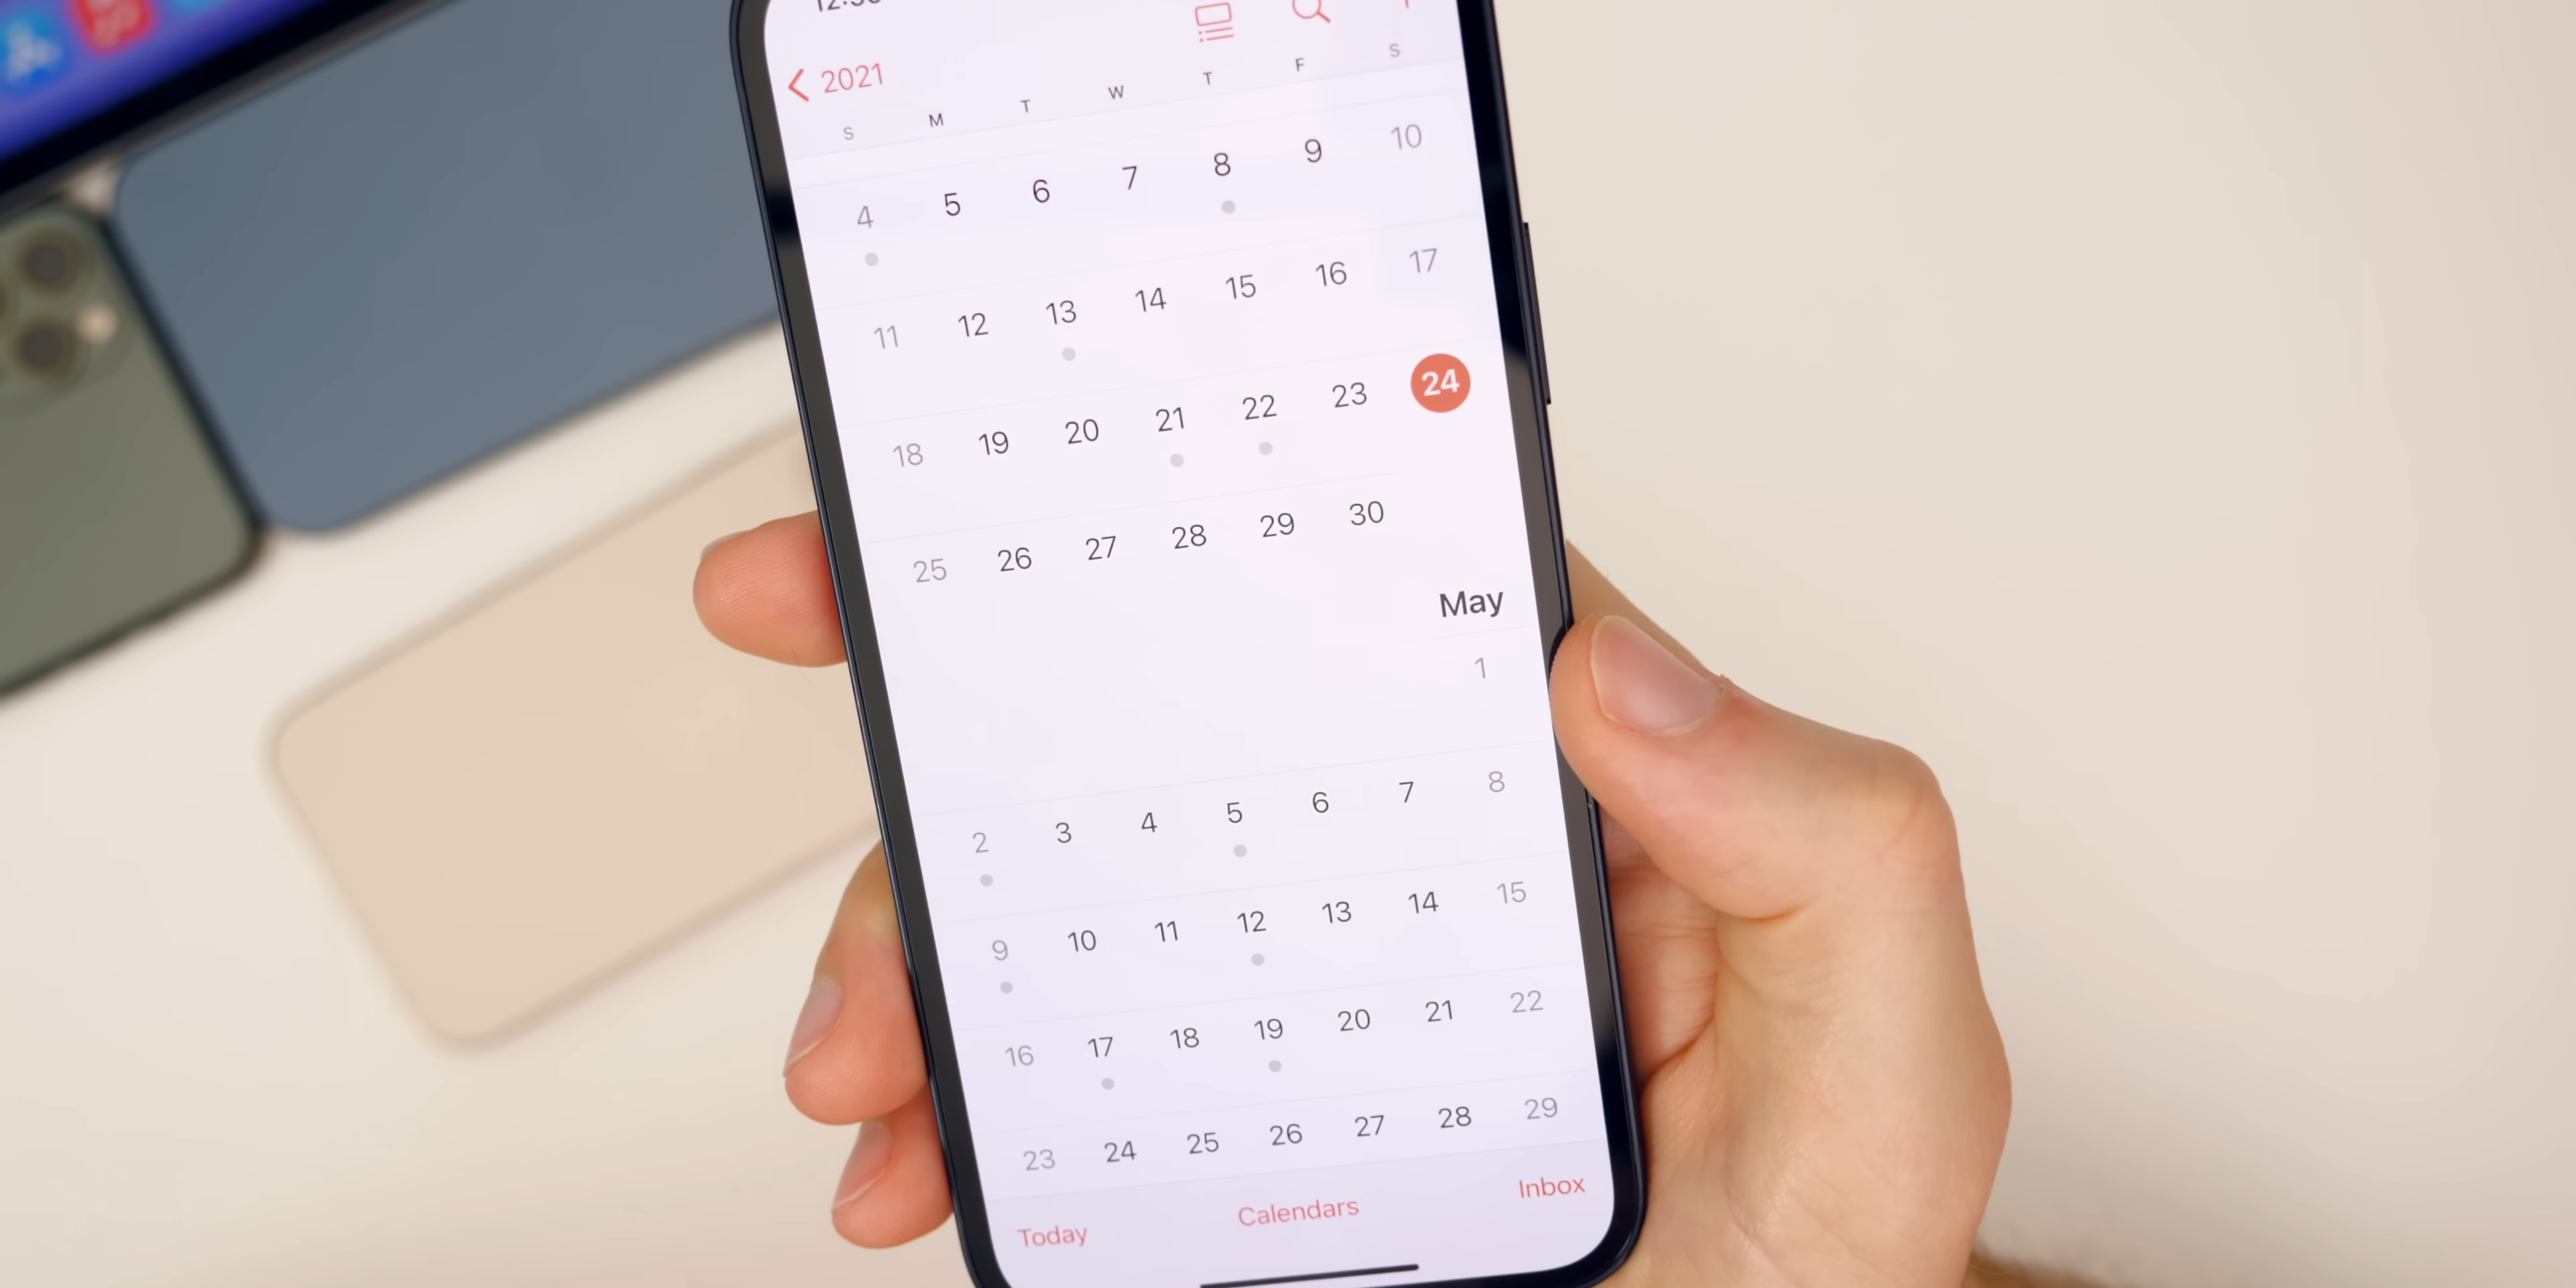 2021
S M T W T F S
4 5 6 7 8 9 10
11 12 13 14 15 16 17
18 19 20 21 22 23 24
25 26 27 28 29 30
May
1
2 3 4 5 6 7 8
9 10 11 12 13 14 15
16 17 18 19 20 21 22
23 24 25 26 27 28 29
Today Calendars Inbox